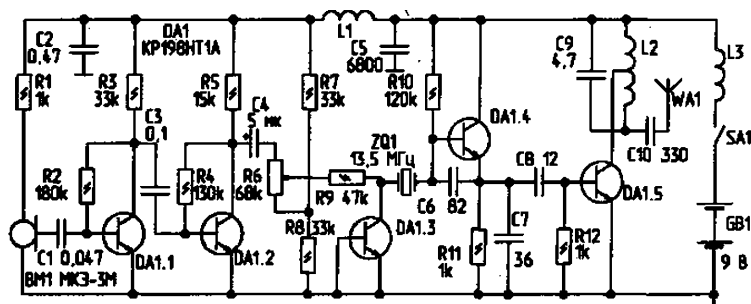 C2
0,47
DA1
КР198НТ1А
L1
C5
6800
C9
4,7
L2
L3
R1
1k
R3
33k
R5
15k
C4
5 мк
R7
33k
R10
120k
WA1
C3
0,1
ZQ1
13,5 МГц
DA1.4
SA1
R2
180k
R4
130k
R6
68k
R9 47k
C6
82
C8 12
C10 330
DA1.5
C1 0,047
BM1 МКЭ-3М
DA1.1
DA1.2
R8 33k
DA1.3
R11
1k
C7
36
R12
1k
GB1
9 В